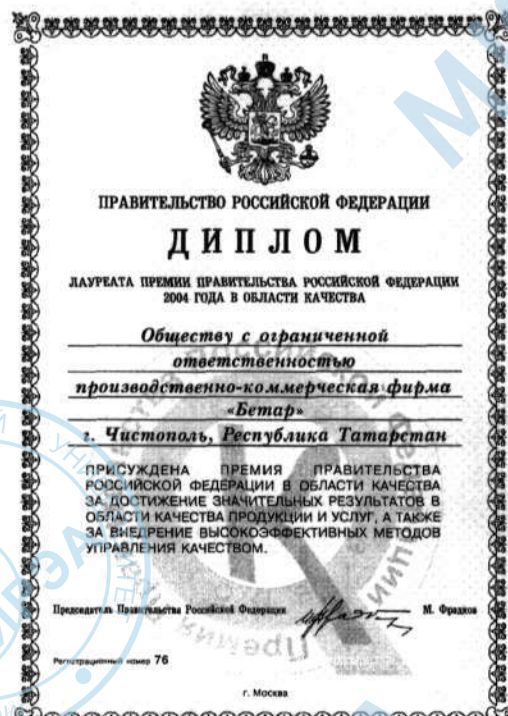 ПРАВИТЕЛЬСТВО РОССИЙСКОЙ ФЕДЕРАЦИИ
ДИПЛОМ
ЛАУРЕАТА ПРЕМИИ ПРАВИТЕЛЬСТВА РОССИЙСКОЙ ФЕДЕРАЦИИ
2004 ГОДА В ОБЛАСТИ КАЧЕСТВА
Обществу с ограниченной
ответственностью
производственно-коммерческая фирма
«Бетар»
г. Чистополь, Республика Татарстан
ПРИСУЖДЕНА ПРЕМИЯ ПРАВИТЕЛЬСТВА
РОССИЙСКОЙ ФЕДЕРАЦИИ В ОБЛАСТИ КАЧЕСТВА
ЗА ДОСТИЖЕНИЕ ЗНАЧИТЕЛЬНЫХ РЕЗУЛЬТАТОВ В
ОБЛАСТИ КАЧЕСТВА ПРОДУКЦИИ И УСЛУГ, А ТАКЖЕ
ЗА ВНЕДРЕНИЕ ВЫСОКОЭФФЕКТИВНЫХ МЕТОДОВ
УПРАВЛЕНИЯ КАЧЕСТВОМ.
Председатель Правительства Российской Федерации М. Фрадков
Регистрационный номер 76
г. Москва